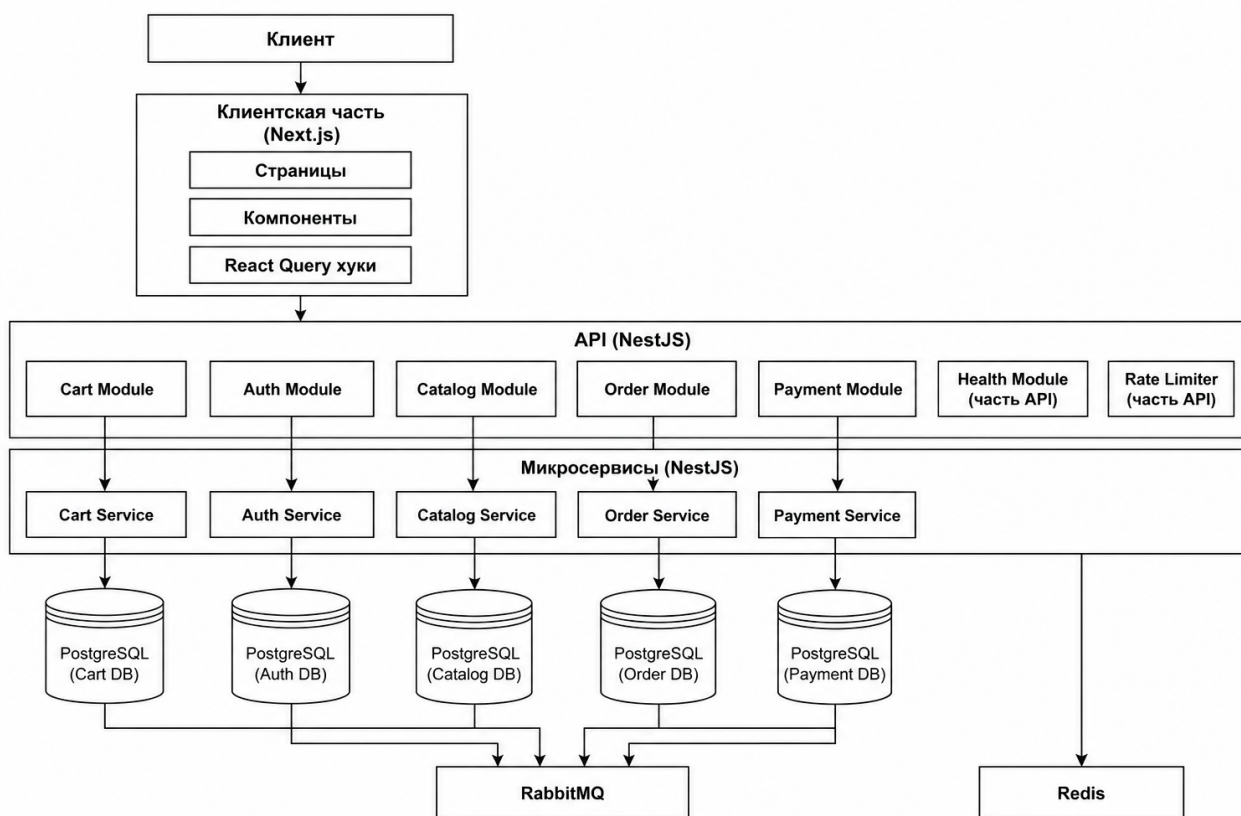 Клиент
Клиентская часть
(Next.js)
Страницы
Компоненты
React Query хуки
API (NestJS)
Cart Module
Auth Module
Catalog Module
Order Module
Payment Module
Health Module
(часть API)
Rate Limiter
(часть API)
Микросервисы (NestJS)
Cart Service
Auth Service
Catalog Service
Order Service
Payment Service
PostgreSQL
(Cart DB)
PostgreSQL
(Auth DB)
PostgreSQL
(Catalog DB)
PostgreSQL
(Order DB)
PostgreSQL
(Payment DB)
RabbitMQ
Redis